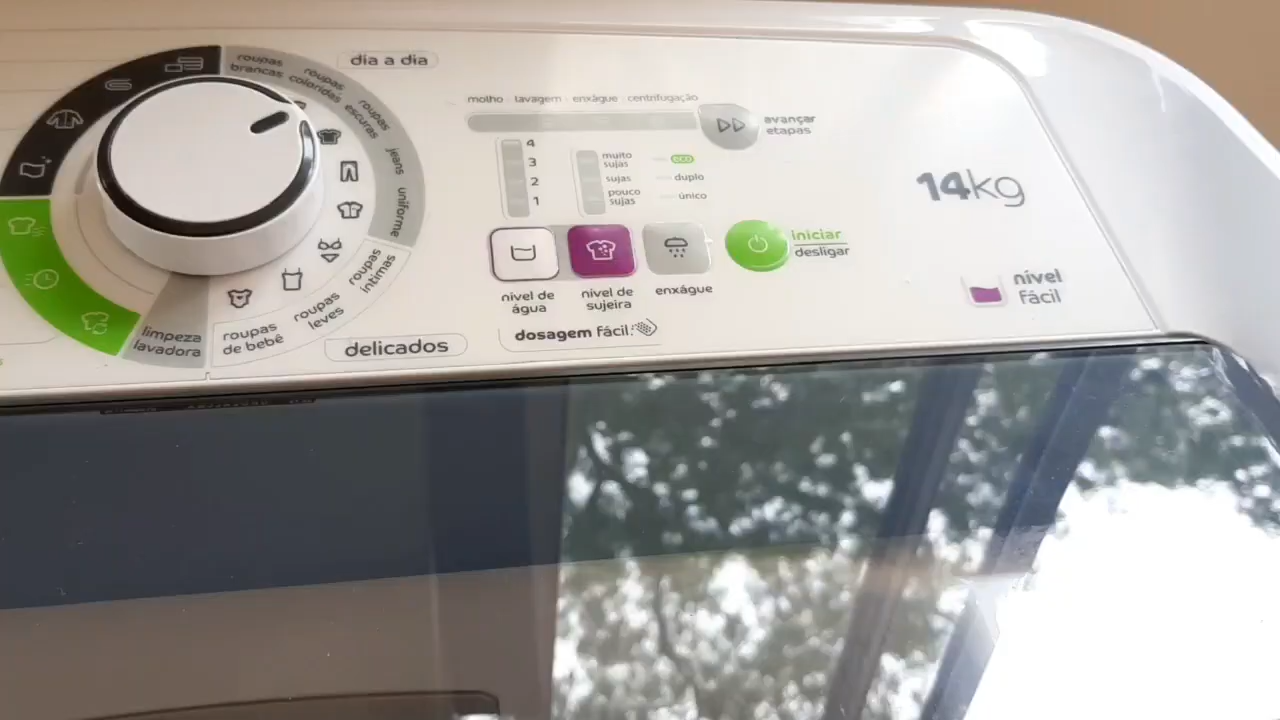 roupas
brancas
roupas
coloridas
roupas
escuras
jeans
uniforme
dia a dia
roupas
íntimas
roupas
leves
roupas
de bebê
delicados
limpeza
lavadora
molho · lavagem · enxágue · centrifugação
avançar
etapas
4
3
2
1
muito
sujas
sujas
pouco
sujas
ECO
duplo
único
iniciar
desligar
nível de
água
nível de
sujeira
enxágue
dosagem fácil:
14kg
nível
fácil